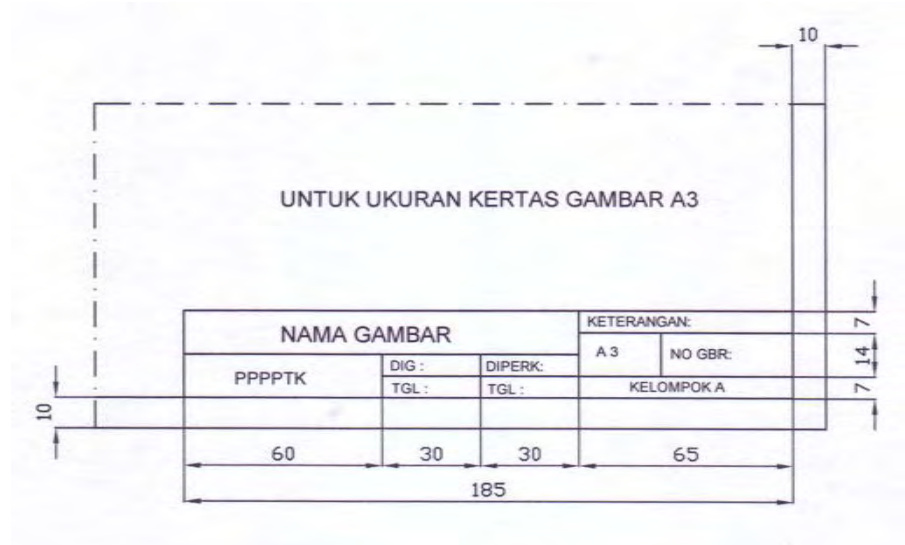 10
UNTUK UKURAN KERTAS GAMBAR A3
NAMA GAMBAR
KETERANGAN:
7
A 3
NO GBR:
14
PPPPTK
DIG :
DIPERK:
TGL :
TGL :
KELOMPOK A
7
10
60
30
30
65
185